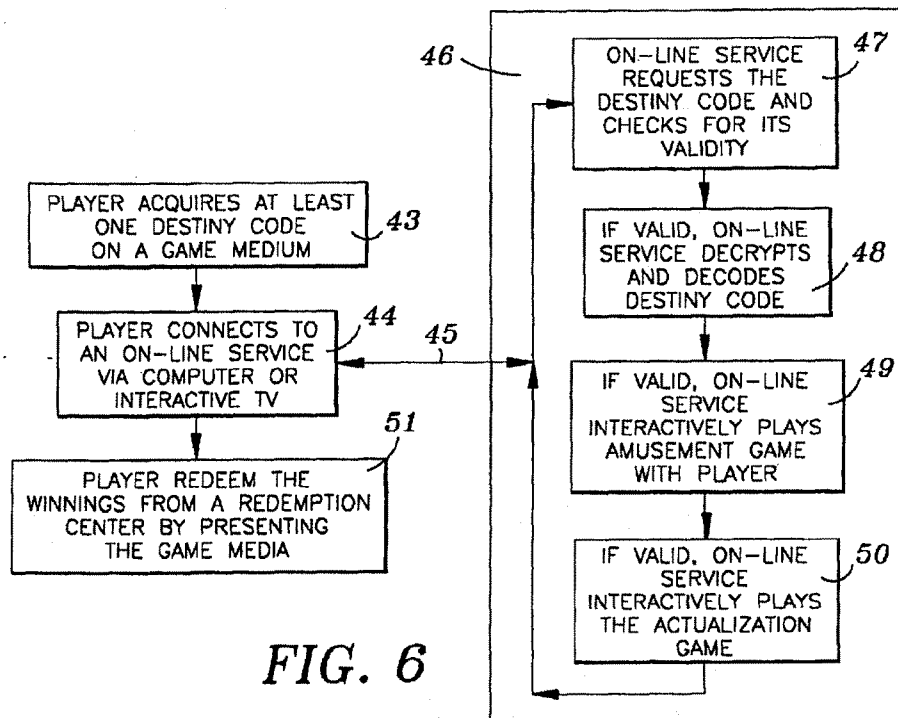 PLAYER ACQUIRES AT LEAST
ONE DESTINY CODE
ON A GAME MEDIUM
43
PLAYER CONNECTS TO
AN ON-LINE SERVICE
VIA COMPUTER OR
INTERACTIVE TV
44
45
PLAYER REDEEM THE
WINNINGS FROM A REDEMPTION
CENTER BY PRESENTING
THE GAME MEDIA
51
46
ON-LINE SERVICE
REQUESTS THE
DESTINY CODE AND
CHECKS FOR ITS
VALIDITY
47
IF VALID, ON-LINE
SERVICE DECRYPTS
AND DECODES
DESTINY CODE
48
IF VALID, ON-LINE
SERVICE
INTERACTIVELY PLAYS
AMUSEMENT GAME
WITH PLAYER
49
IF VALID, ON-LINE
SERVICE
INTERACTIVELY PLAYS
THE ACTUALIZATION
GAME
50
FIG. 6